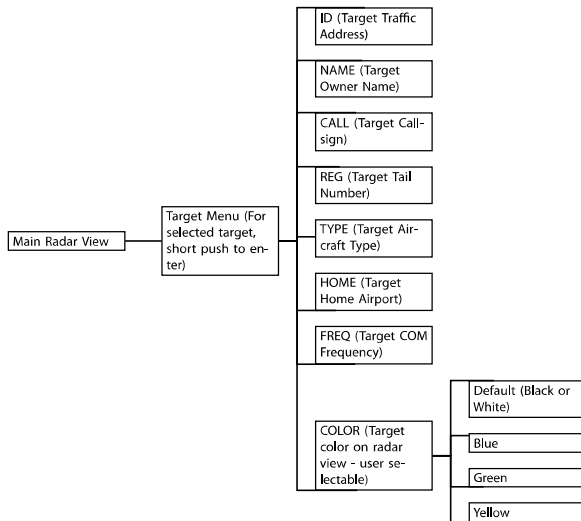 ID (Target Traffic
Address)
NAME (Target
Owner Name)
CALL (Target Call-
sign)
REG (Target Tail
Number)
TYPE (Target Air-
craft Type)
HOME (Target
Home Airport)
FREQ (Target COM
Frequency)
COLOR (Target
color on radar
view - user se-
lectable)
Main Radar View
Target Menu (For
selected target,
short push to en-
ter)
Default (Black or
White)
Blue
Green
Yellow